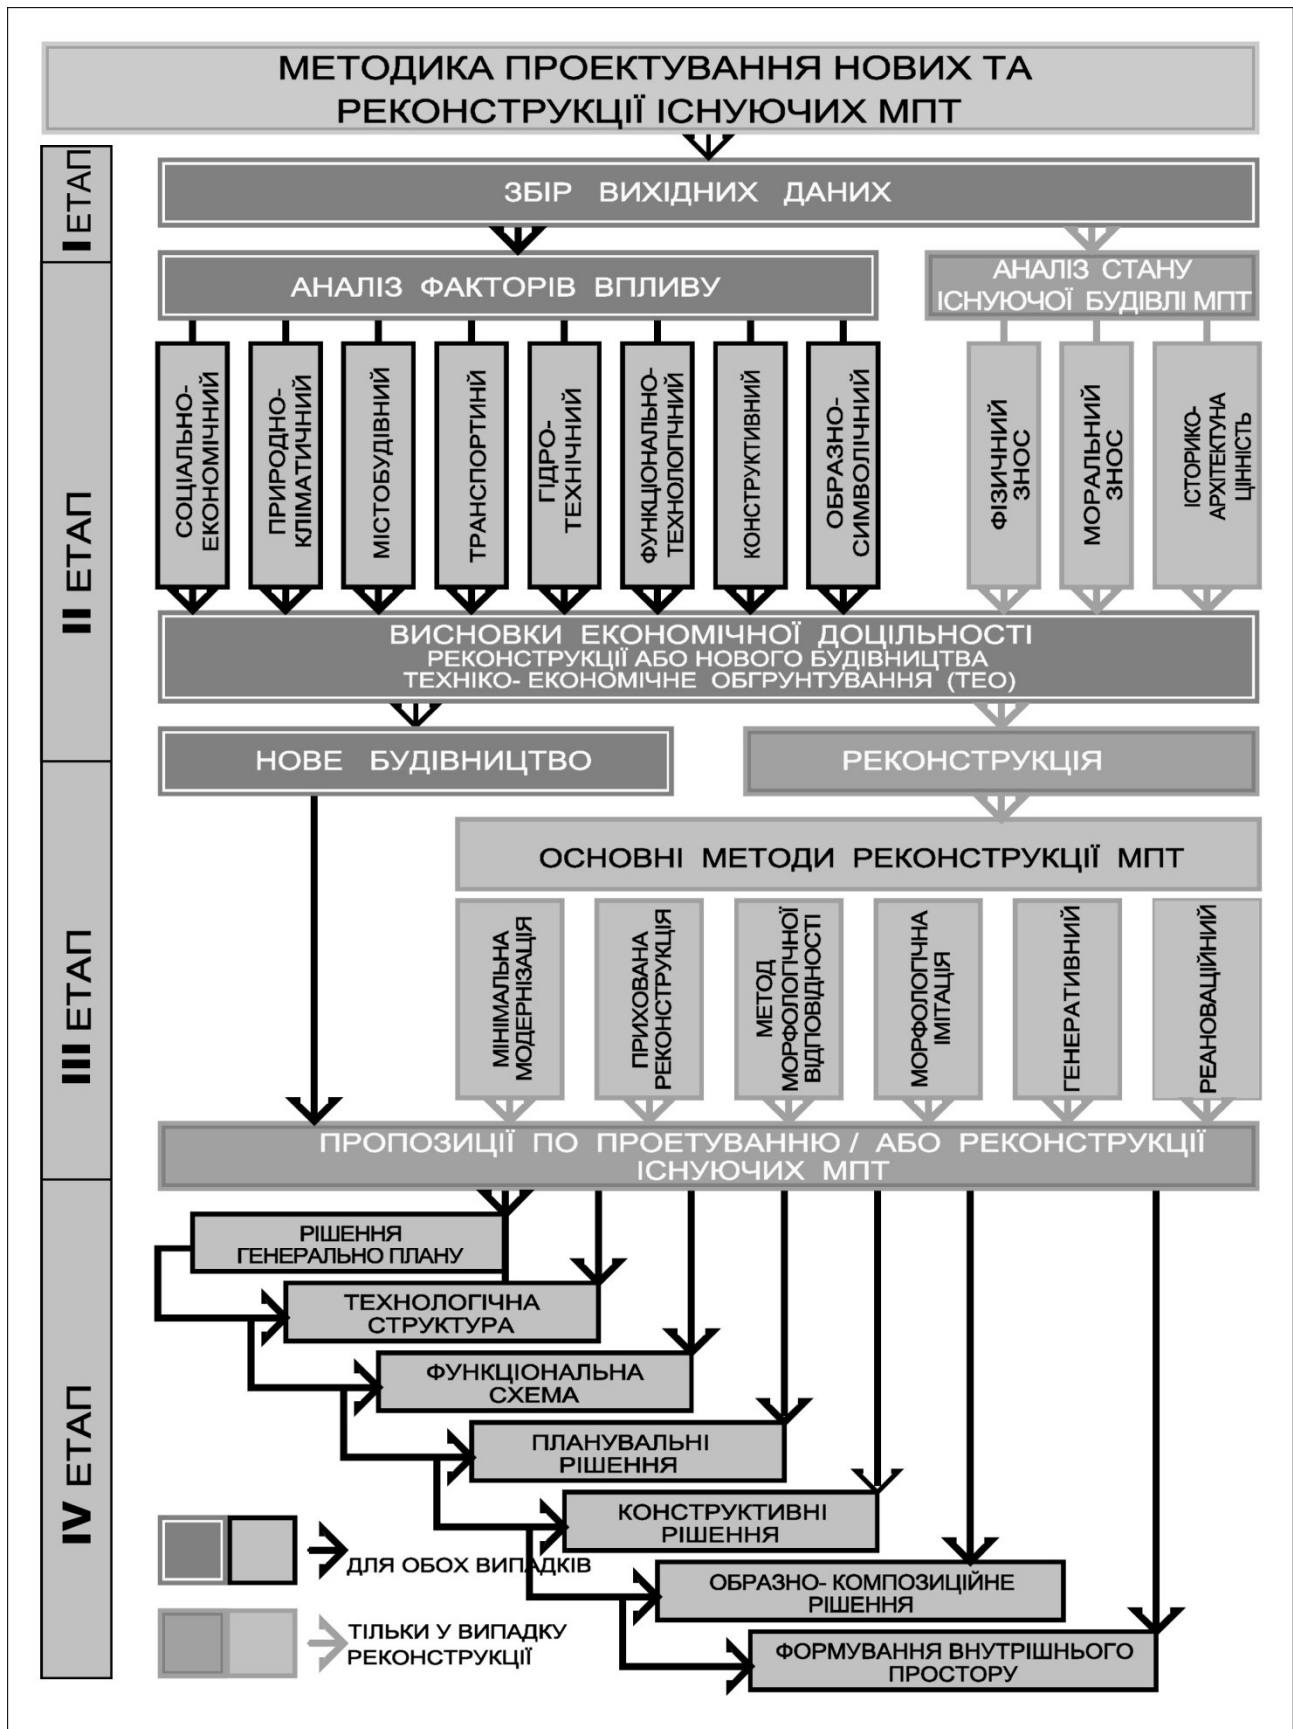 МЕТОДИКА ПРОЕКТУВАННЯ НОВИХ ТА
РЕКОНСТРУКЦІЇ ІСНУЮЧИХ МПТ
I ЕТАП
ЗБІР ВИХІДНИХ ДАНИХ
II ЕТАП
АНАЛІЗ ФАКТОРІВ ВПЛИВУ
АНАЛІЗ СТАНУ
ІСНУЮЧОЇ БУДІВЛІ МПТ
СОЦІАЛЬНО-
ЕКОНОМІЧНИЙ
ПРИРОДНО-
КЛІМАТИЧНИЙ
МІСТОБУДІВНИЙ
ТРАНСПОРТИНЙ
ГІДРО-
ТЕХНІЧНИЙ
ФУНКЦІОНАЛЬНО-
ТЕХНОЛОГІЧНИЙ
КОНСТРУКТИВНИЙ
ОБРАЗНО-
СИМВОЛІЧНИЙ
ФІЗИЧНИЙ
ЗНОС
МОРАЛЬНИЙ
ЗНОС
ІСТОРИКО-
АРХІТЕКТУНА
ЦІННІСТЬ
ВИСНОВКИ ЕКОНОМІЧНОЇ ДОЦІЛЬНОСТІ
РЕКОНСТРУКЦІЇ АБО НОВОГО БУДІВНИЦТВА
ТЕХНІКО- ЕКОНОМІЧНЕ ОБГРУНТУВАННЯ (ТЕО)
НОВЕ БУДІВНИЦТВО
РЕКОНСТРУКЦІЯ
III ЕТАП
ОСНОВНІ МЕТОДИ РЕКОНСТРУКЦІЇ МПТ
МІНІМАЛЬНА
МОДЕРНІЗАЦІЯ
ПРИХОВАНА
РЕКОНСТРУКЦІЯ
МЕТОД
МОРФОЛОГІЧНОЇ
ВІДПОВІДНОСТІ
МОРФОЛОГІЧНА
ІМІТАЦІЯ
ГЕНЕРАТИВНИЙ
РЕАНОВАЦІЙНИЙ
ПРОПОЗИЦІЇ ПО ПРОЕТУВАННЮ / АБО РЕКОНСТРУКЦІЇ
ІСНУЮЧИХ МПТ
IV ЕТАП
РІШЕННЯ
ГЕНЕРАЛЬНО ПЛАНУ
ТЕХНОЛОГІЧНА
СТРУКТУРА
ФУНКЦІОНАЛЬНА
СХЕМА
ПЛАНУВАЛЬНІ
РІШЕННЯ
КОНСТРУКТИВНІ
РІШЕННЯ
ОБРАЗНО- КОМПОЗИЦІЙНЕ
РІШЕННЯ
ФОРМУВАННЯ ВНУТРІШНЬОГО
ПРОСТОРУ
ДЛЯ ОБОХ ВИПАДКІВ
ТІЛЬКИ У ВИПАДКУ
РЕКОНСТРУКЦІЇ